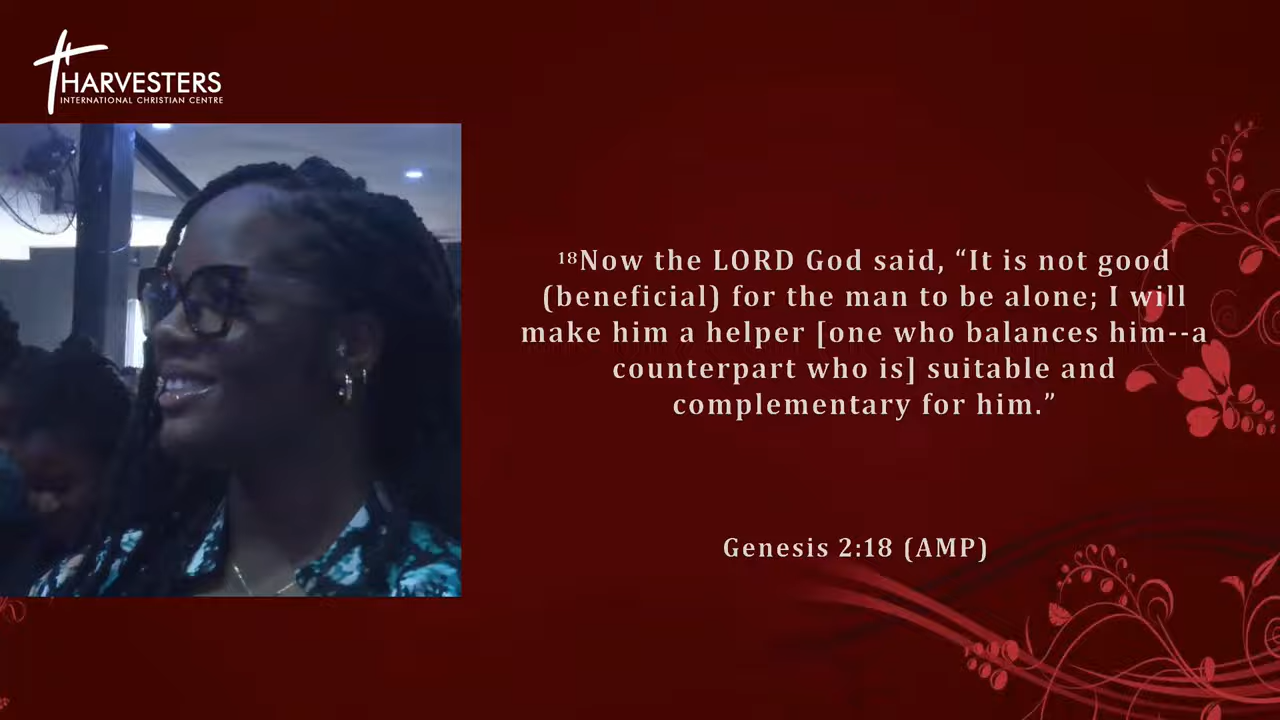 HARVESTERS
INTERNATIONAL CHRISTIAN CENTRE
¹⁸Now the LORD God said, “It is not good
(beneficial) for the man to be alone; I will
make him a helper [one who balances him--a
counterpart who is] suitable and
complementary for him.”
Genesis 2:18 (AMP)